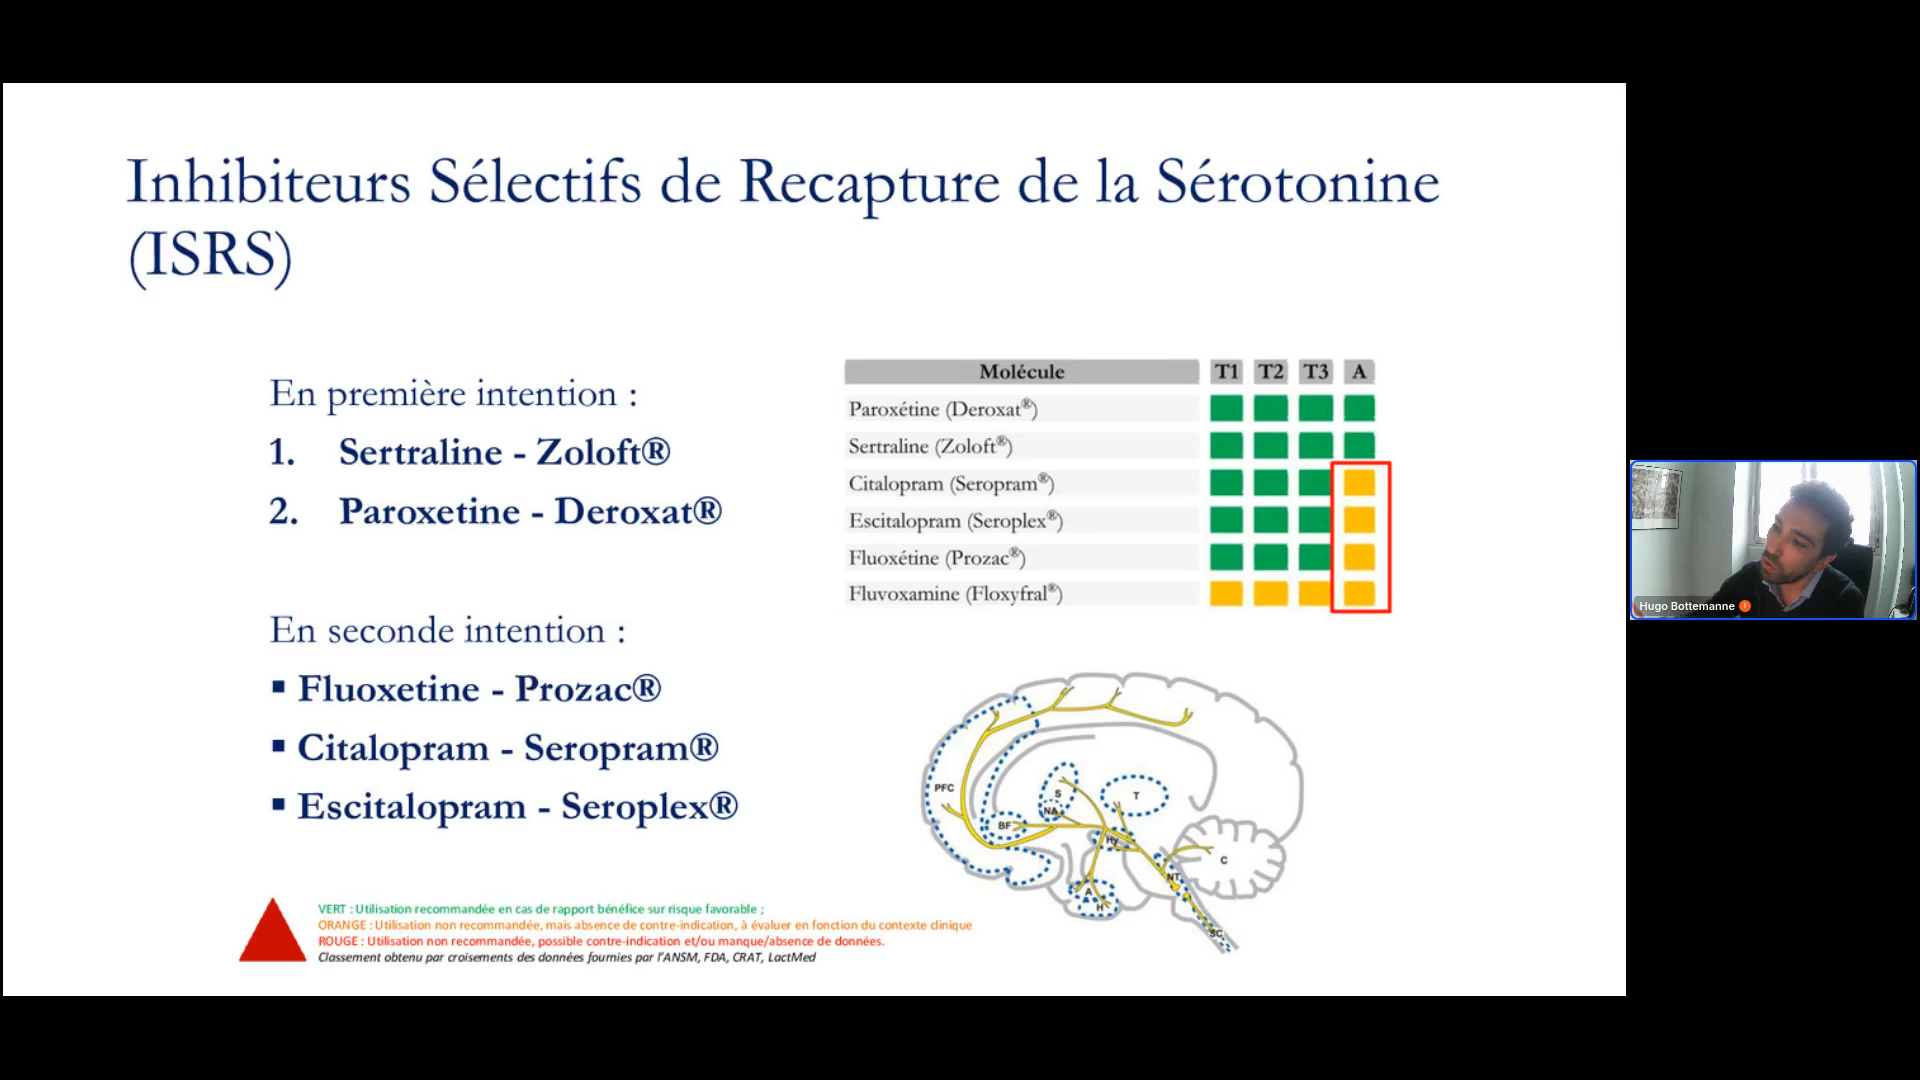 Inhibiteurs Sélectifs de Recapture de la Sérotonine
(ISRS)
En première intention :
1. Sertraline - Zoloft®
2. Paroxetine - Deroxat®
En seconde intention :
▪ Fluoxetine - Prozac®
▪ Citalopram - Seropram®
▪ Escitalopram - Seroplex®
Molécule T1 T2 T3 A
Paroxétine (Deroxat®)
Sertraline (Zoloft®)
Citalopram (Seropram®)
Escitalopram (Seroplex®)
Fluoxétine (Prozac®)
Fluvoxamine (Floxyfral®)
PFC
S
T
NA
BF
Hy
C
NT
A
H
SC
VERT : Utilisation recommandée en cas de rapport bénéfice sur risque favorable ;
ORANGE : Utilisation non recommandée, mais absence de contre-indication, à évaluer en fonction du contexte clinique
ROUGE : Utilisation non recommandée, possible contre-indication et/ou manque/absence de données.
Classement obtenu par croisements des données fournies par l'ANSM, FDA, CRAT, LactMed
Hugo Bottemanne